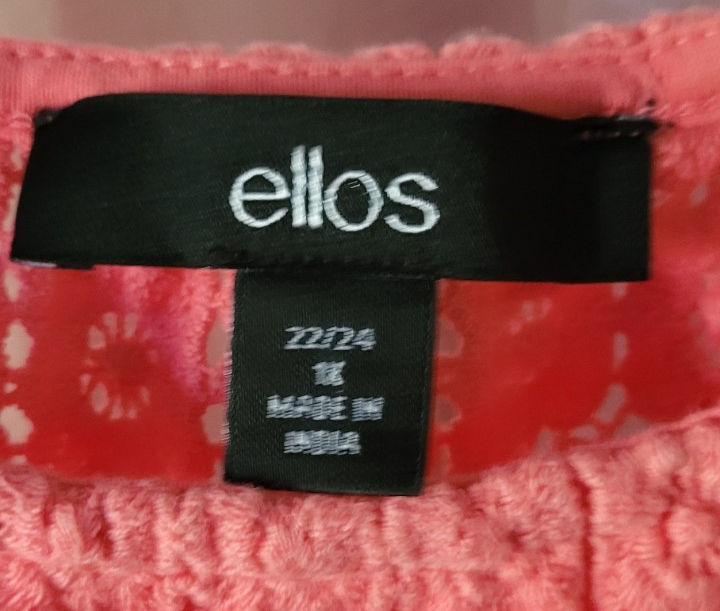 ellos
22/24
1X
MADE IN
INDIA